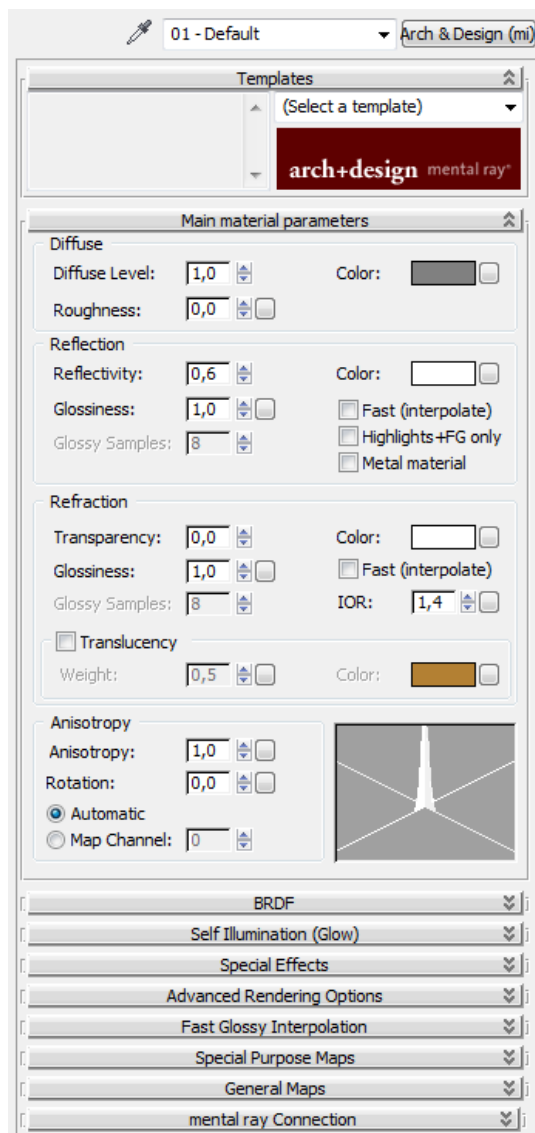 01 - Default Arch & Design (mi)
Templates
(Select a template)
arch+design mental ray®
Main material parameters
Diffuse
Diffuse Level: 1,0 Color:
Roughness: 0,0
Reflection
Reflectivity: 0,6 Color:
Glossiness: 1,0 Fast (interpolate)
Glossy Samples: 8 Highlights+FG only
Metal material
Refraction
Transparency: 0,0 Color:
Glossiness: 1,0 Fast (interpolate)
Glossy Samples: 8 IOR: 1,4
Translucency
Weight: 0,5 Color:
Anisotropy
Anisotropy: 1,0
Rotation: 0,0
Automatic
Map Channel: 0
BRDF
Self Illumination (Glow)
Special Effects
Advanced Rendering Options
Fast Glossy Interpolation
Special Purpose Maps
General Maps
mental ray Connection